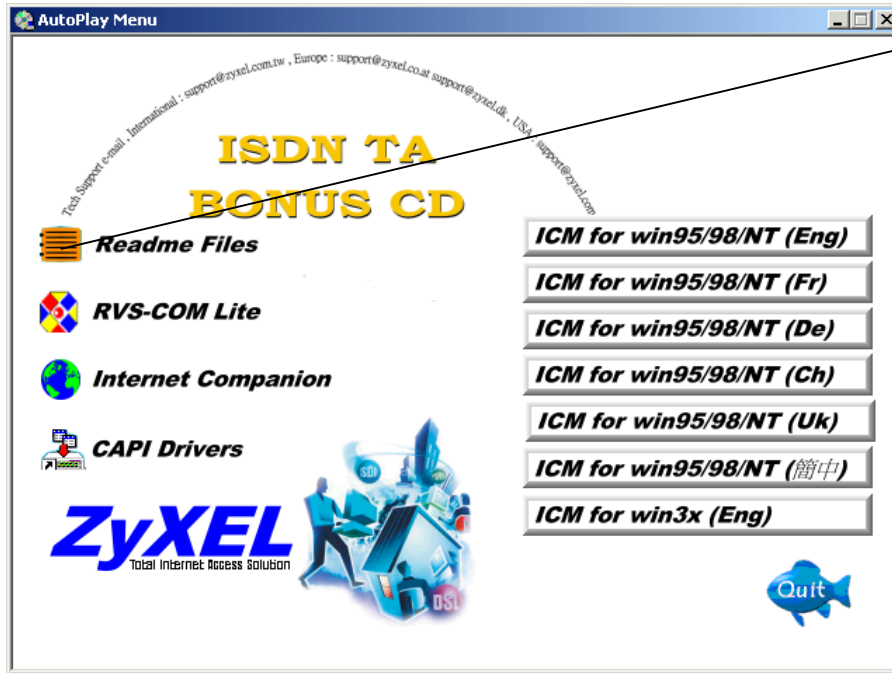 AutoPlay Menu
Tech Support e-mail , International : support@zyxel.com.tw , Europe : support@zyxel.co.at support@zyxel.dk , USA : support@zyxel.com
ISDN TA
BONUS CD
Readme Files
RVS-COM Lite
Internet Companion
CAPI Drivers
ICM for win95/98/NT (Eng)
ICM for win95/98/NT (Fr)
ICM for win95/98/NT (De)
ICM for win95/98/NT (Ch)
ICM for win95/98/NT (Uk)
ICM for win95/98/NT (簡中)
ICM for win3x (Eng)
ZyXEL
Total Internet Access Solution
SDI
DSL
Quit